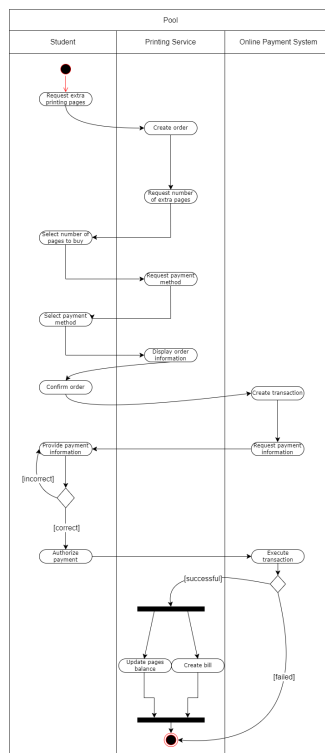 Pool
Student
Printing Service
Online Payment System
Request extra
printing pages
Create order
Request number
of extra pages
Select number of
pages to buy
Request payment
method
Select payment
method
Display order
information
Confirm order
Create transaction
Provide payment
information
Request payment
information
[incorrect]
[correct]
Authorize
payment
Execute
transaction
[successful]
[failed]
Update pages
balance
Create bill